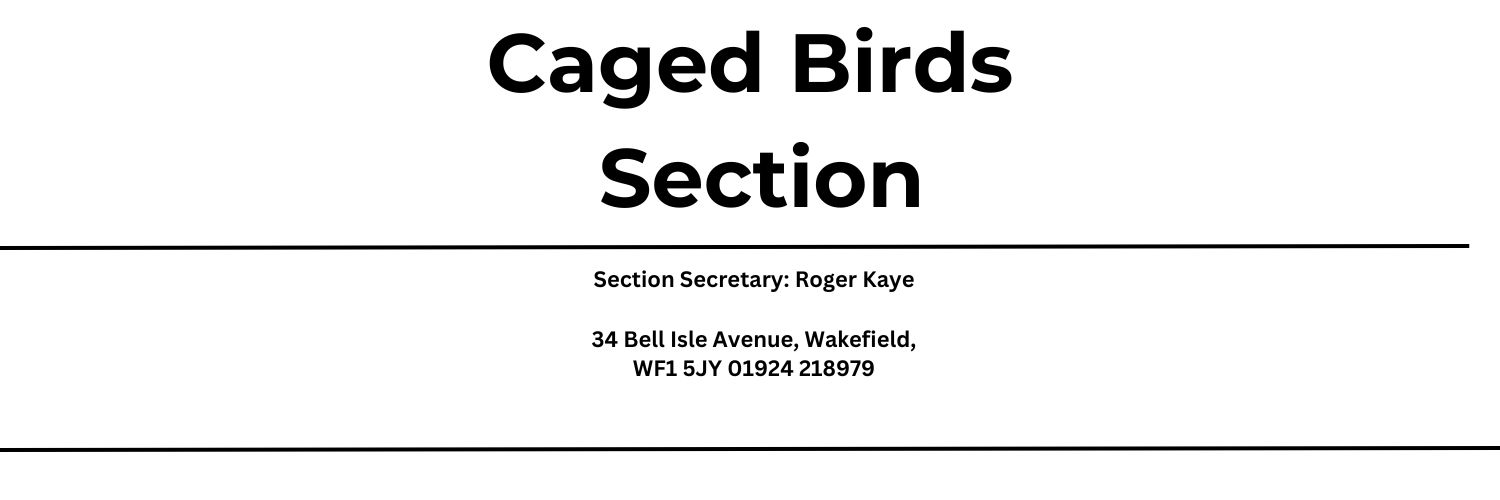 Caged Birds
Section
Section Secretary: Roger Kaye
34 Bell Isle Avenue, Wakefield,
WF1 5JY 01924 218979